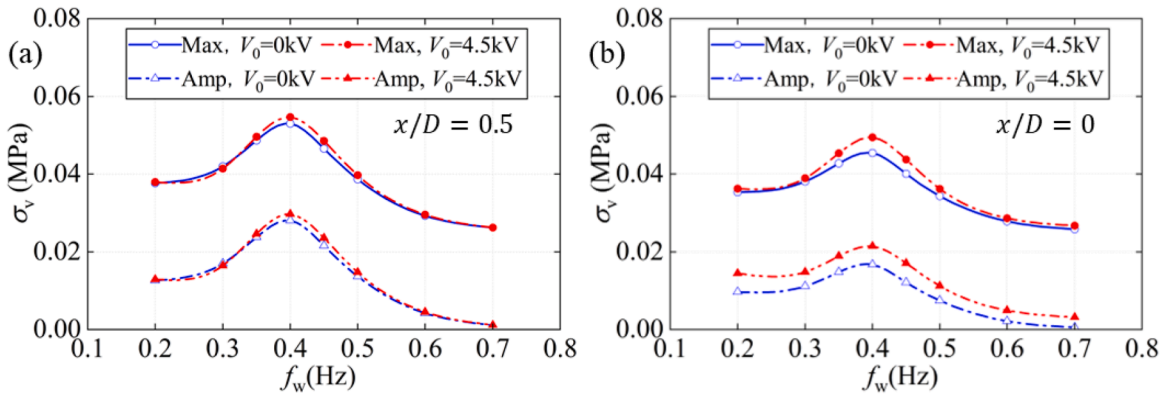 (a)
Max, V0=0kV Max, V0=4.5kV
Amp, V0=0kV Amp, V0=4.5kV
x/D = 0.5
σv (MPa)
0.08
0.06
0.04
0.02
0.00
0.1 0.2 0.3 0.4 0.5 0.6 0.7 0.8
fw(Hz)
(b)
Max, V0=0kV Max, V0=4.5kV
Amp, V0=0kV Amp, V0=4.5kV
x/D = 0
σv (MPa)
0.08
0.06
0.04
0.02
0.00
0.1 0.2 0.3 0.4 0.5 0.6 0.7 0.8
fw(Hz)